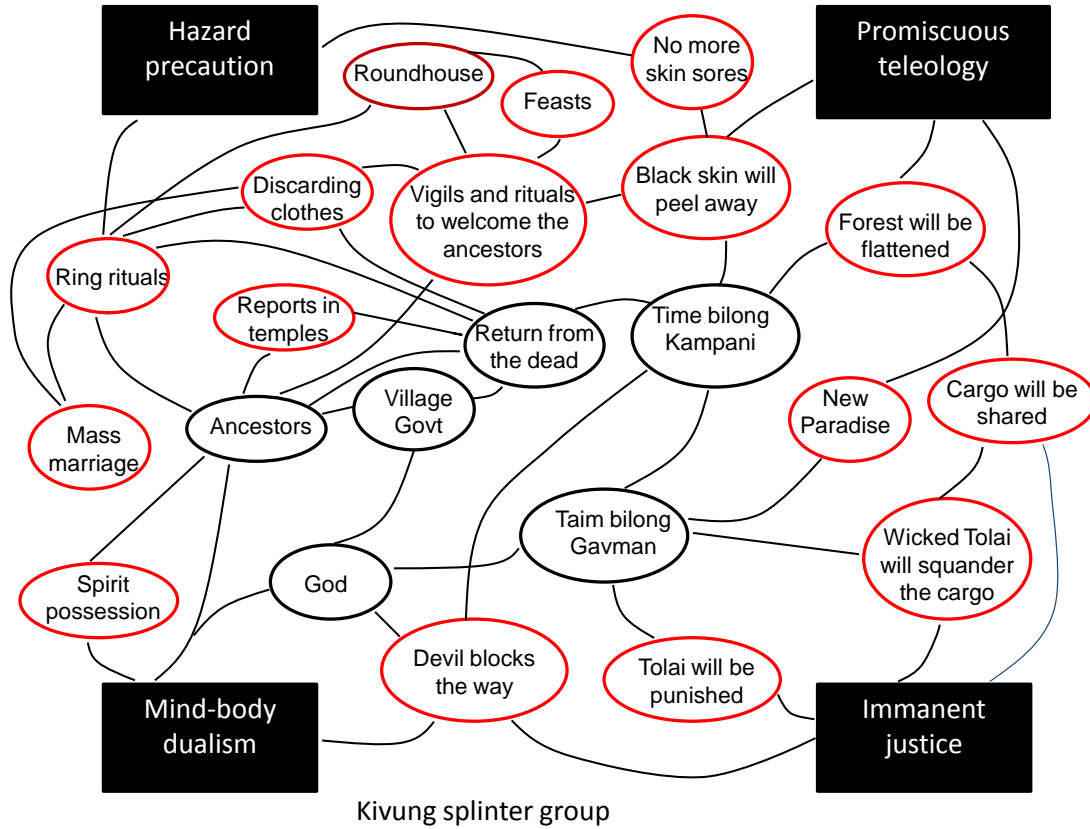 Hazard
precaution
Roundhouse
No more
skin sores
Promiscuous
teleology
Feasts
Discarding
clothes
Vigils and rituals
to welcome the
ancestors
Black skin will
peel away
Forest will be
flattened
Ring rituals
Reports in
temples
Return from
the dead
Time bilong
Kampani
Village
Govt
Ancestors
New
Paradise
Cargo will be
shared
Mass
marriage
Taim bilong
Gavman
Wicked Tolai
will squander
the cargo
Spirit
possession
God
Devil blocks
the way
Tolai will be
punished
Mind-body
dualism
Immanent
justice
Kivung splinter group